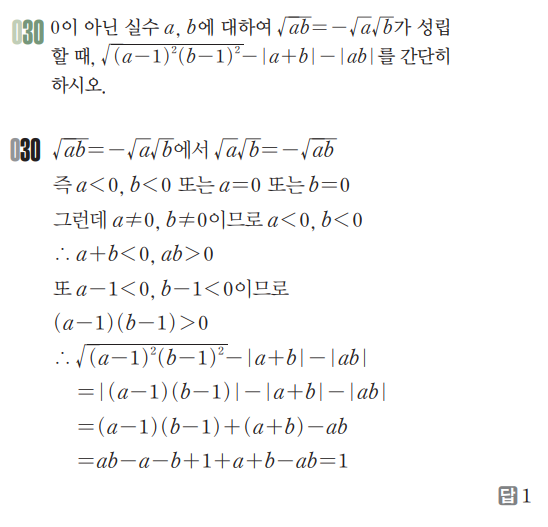 030 0이 아닌 실수 a, b에 대하여 √ab=-√a√b가 성립
할 때, √(a-1)²(b-1)²-|a+b|-|ab|를 간단히
하시오.
030 √ab=-√a√b에서 √a√b=-√ab
즉 a<0, b<0 또는 a=0 또는 b=0
그런데 a≠0, b≠0이므로 a<0, b<0
∴ a+b<0, ab>0
또 a-1<0, b-1<0이므로
(a-1)(b-1)>0
∴ √(a-1)²(b-1)²-|a+b|-|ab|
=|(a-1)(b-1)|-|a+b|-|ab|
=(a-1)(b-1)+(a+b)-ab
=ab-a-b+1+a+b-ab=1
답 1